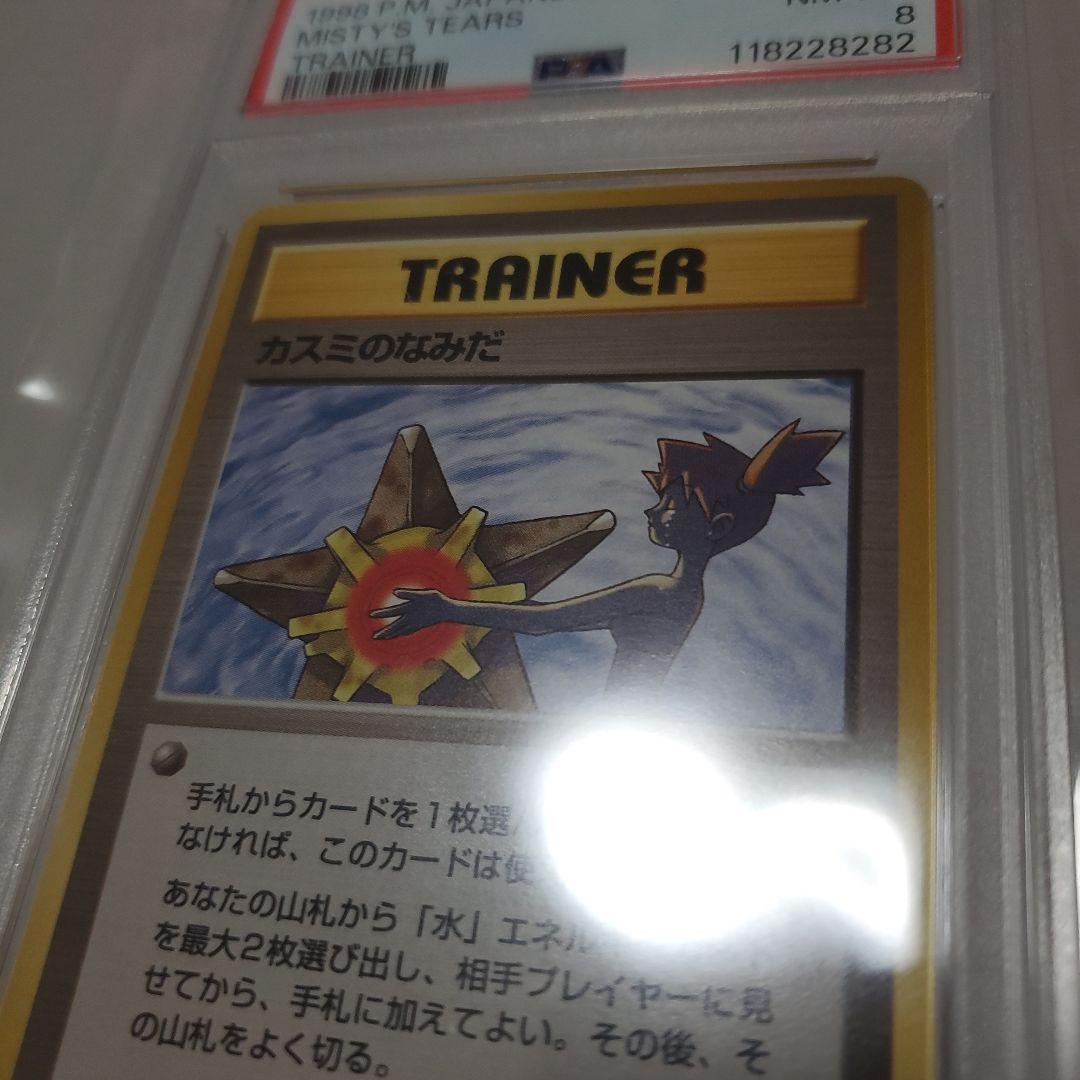 1998 P.M. JAPANE
NM
MISTY'S TEARS
8
TRAINER
118228282
PSA
TRAINER
カスミのなみだ
手札からカードを1枚選
なければ、このカードは使
あなたの山札から「水」エネル
を最大2枚選び出し、相手プレイヤーに見
せてから、手札に加えてよい。その後、そ
の山札をよく切る。